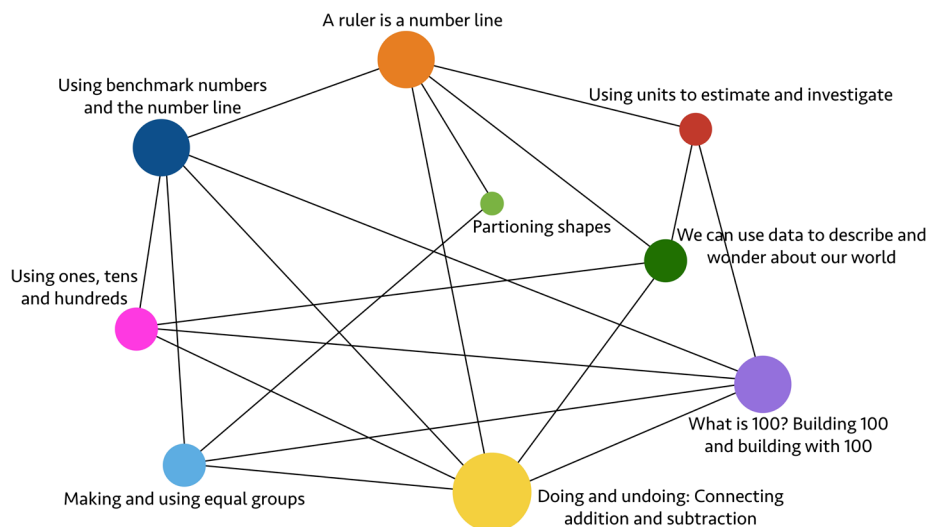 A ruler is a number line
Using benchmark numbers
and the number line
Using units to estimate and investigate
Partioning shapes
We can use data to describe and
wonder about our world
Using ones, tens
and hundreds
What is 100? Building 100
and building with 100
Making and using equal groups
Doing and undoing: Connecting
addition and subtraction